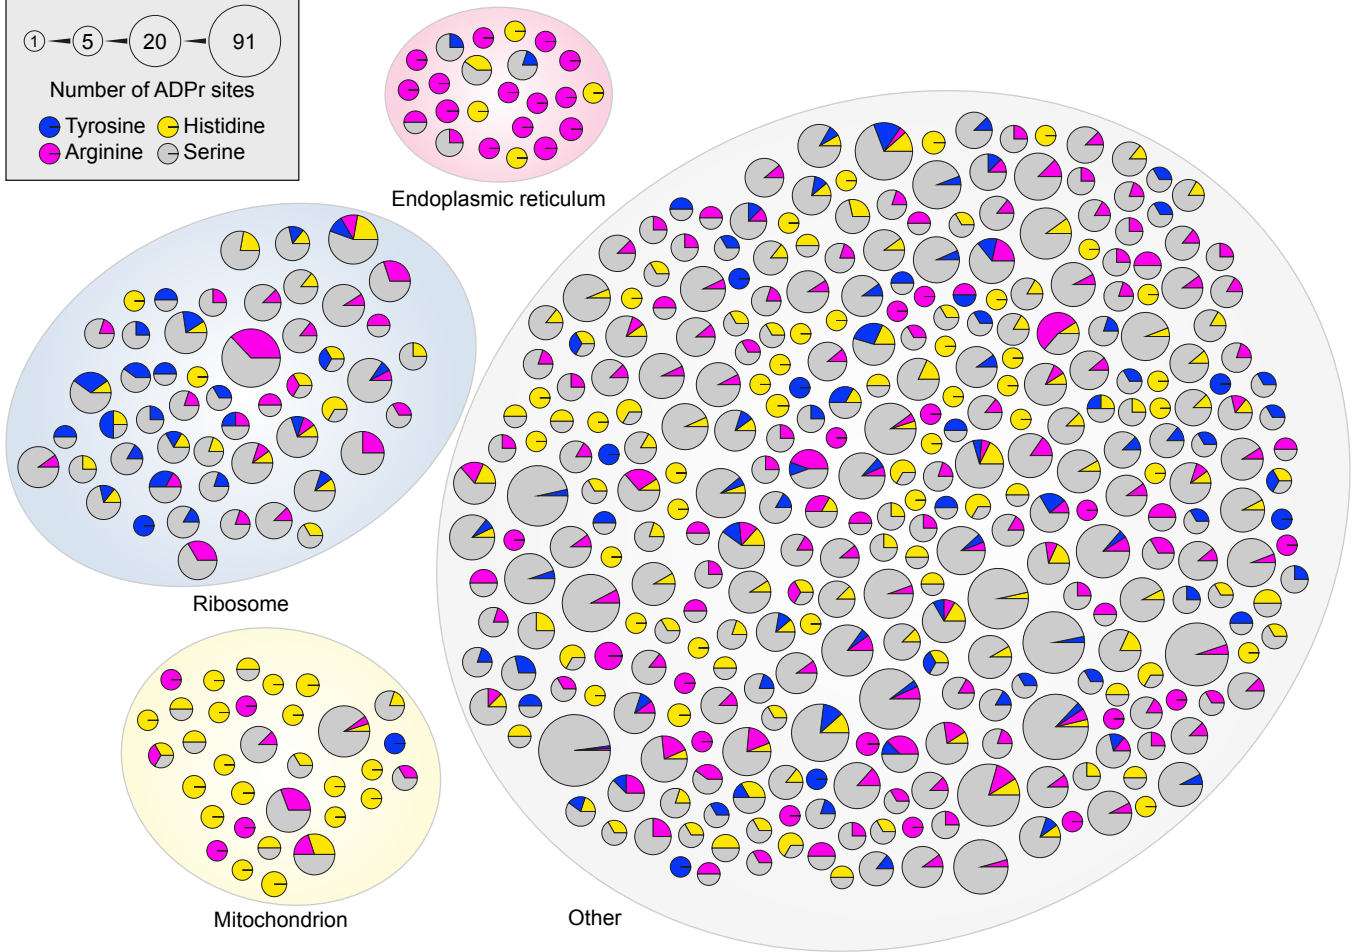 1 5 20 91
Number of ADPr sites
Tyrosine Histidine
Arginine Serine
Endoplasmic reticulum
Ribosome
Mitochondrion
Other